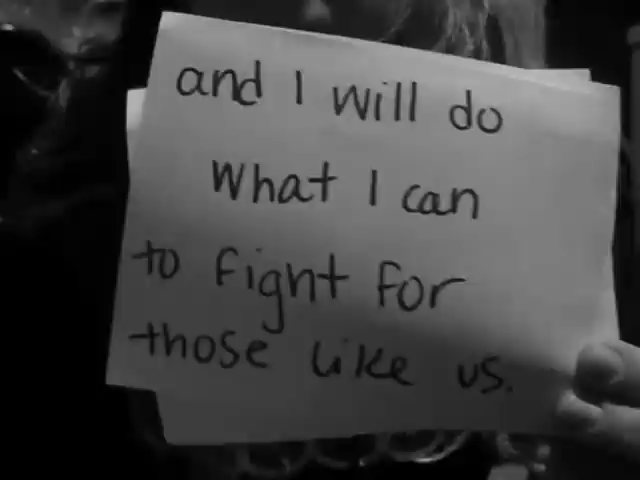 and I will do
what I can
to fight for
those like us.